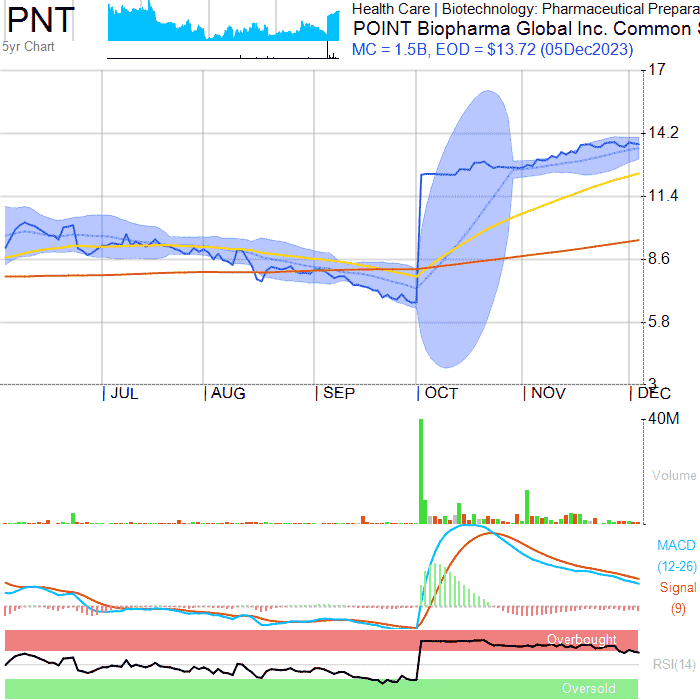 PNT
5yr Chart
Health Care | Biotechnology: Pharmaceutical Prepara
POINT Biopharma Global Inc. Common S
MC = 1.5B, EOD = $13.72 (05Dec2023)
17
14.2
11.4
8.6
5.8
3
JUL AUG SEP OCT NOV DEC
40M
Volume
MACD
(12-26)
Signal
(9)
Overbought
RSI(14)
Oversold